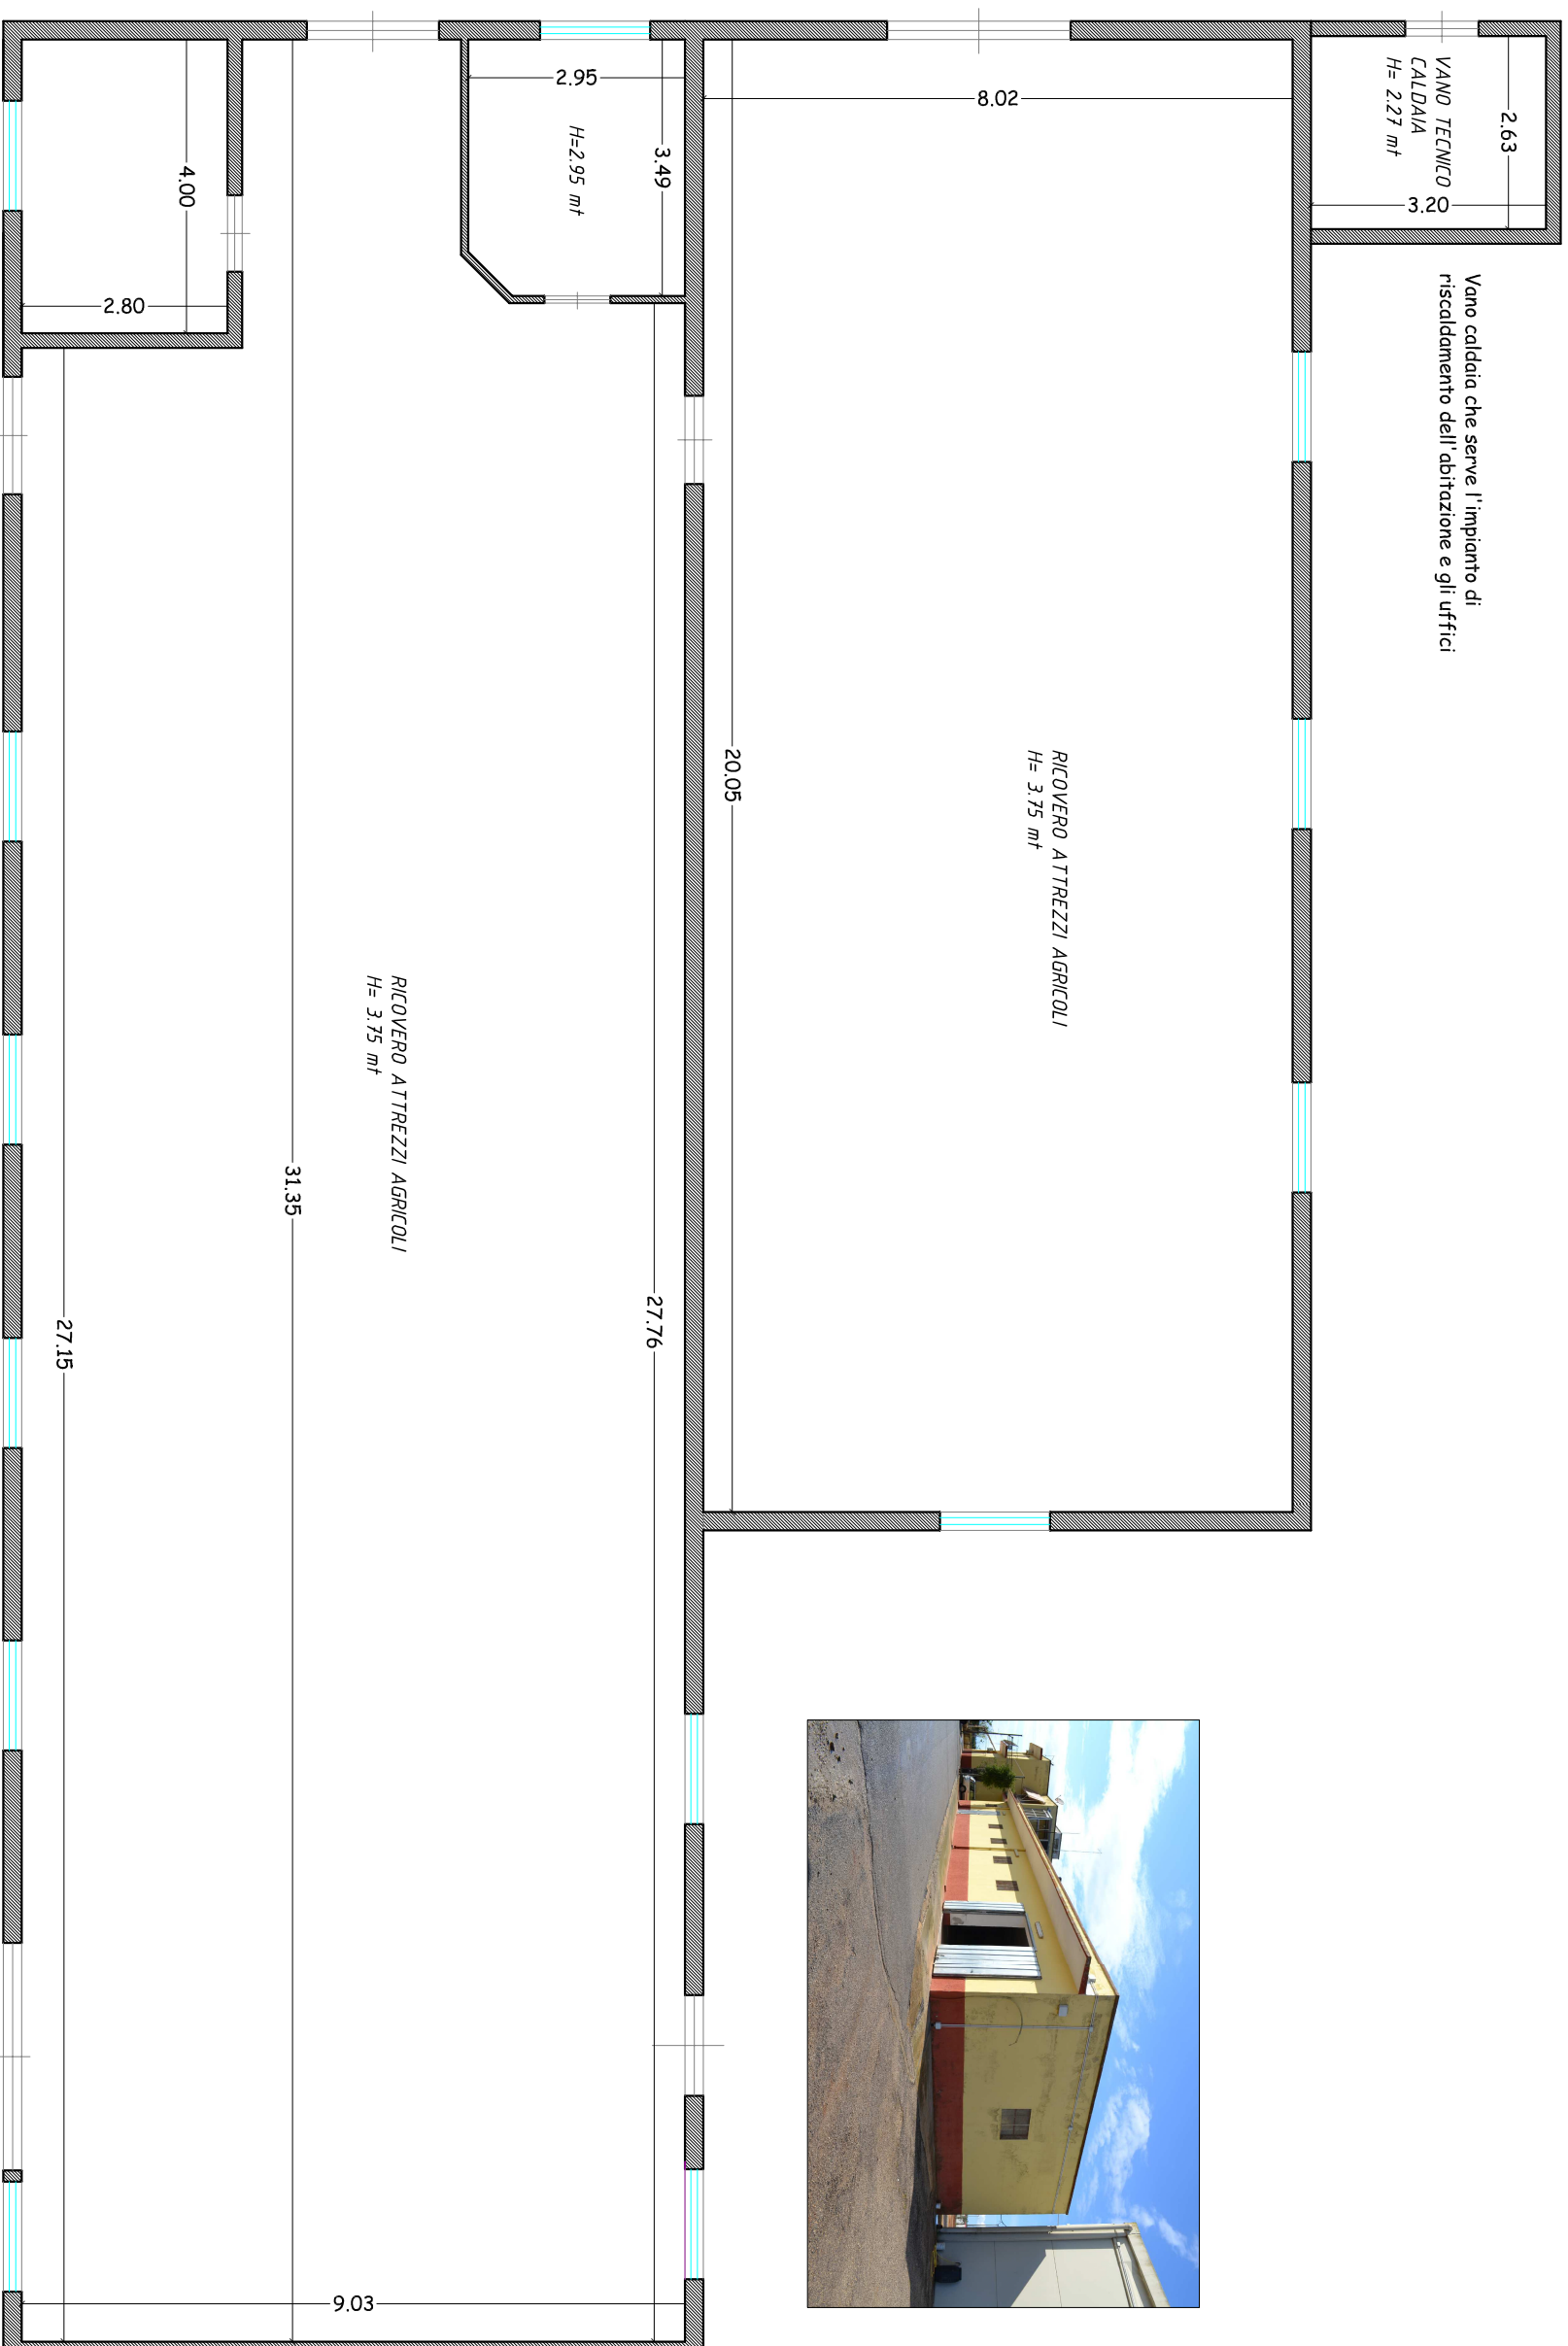 2.63
VANO TECNICO
CALDAIA
H= 2.27 mt
3.20
Vano caldaia che serve l'impianto di
riscaldamento dell'abitazione e gli uffici
8.02
RICOVERO ATTREZZI AGRICOLI
H= 3.75 mt
20.05
3.49
2.95
H=2.95 mt
27.76
RICOVERO ATTREZZI AGRICOLI
H= 3.75 mt
31.35
4.00
2.80
27.15
9.03